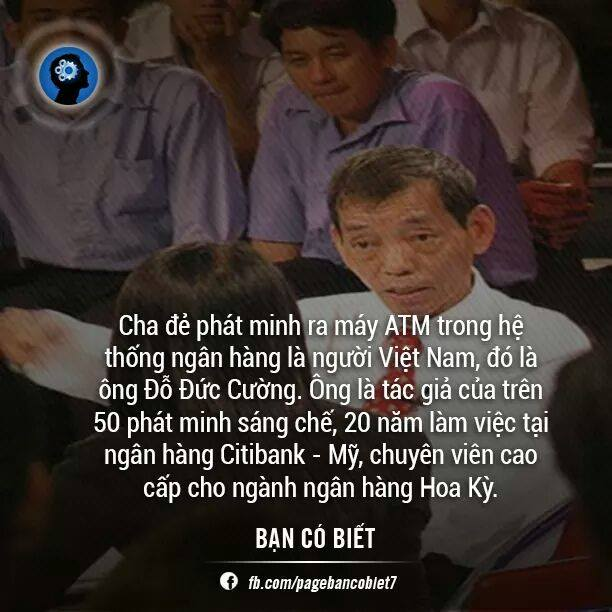 Cha đẻ phát minh ra máy ATM trong hệ
thống ngân hàng là người Việt Nam, đó là
ông Đỗ Đức Cường. Ông là tác giả của trên
50 phát minh sáng chế, 20 năm làm việc tại
ngân hàng Citibank - Mỹ, chuyên viên cao
cấp cho ngành ngân hàng Hoa Kỳ.
BẠN CÓ BIẾT
fb.com/pagebancobiet7